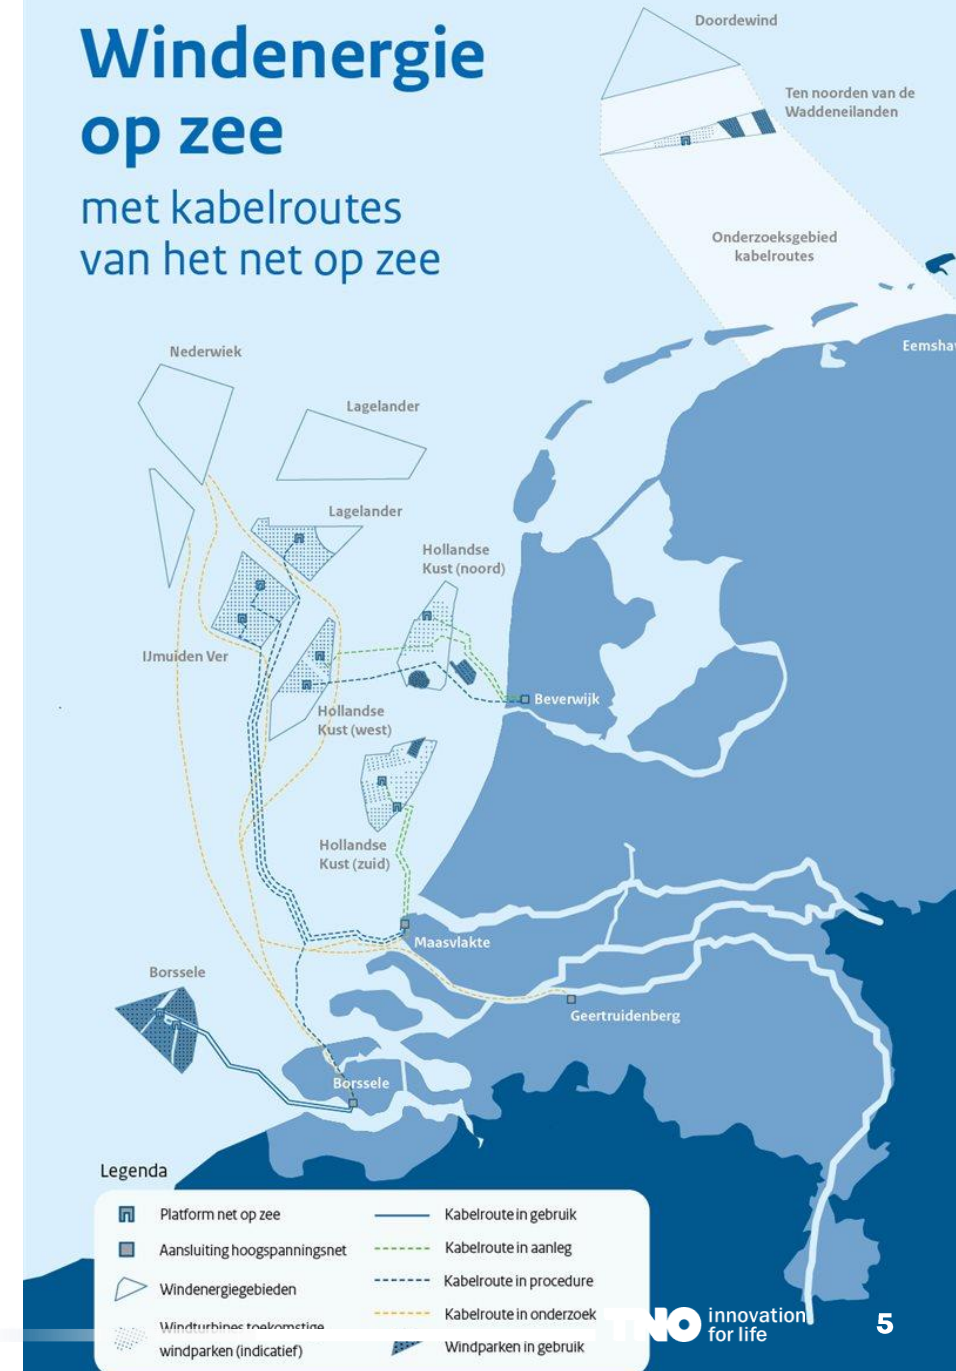 Windenergie
op zee
met kabelroutes
van het net op zee
Doordewind
Ten noorden van de
Waddeneilanden
Onderzoeksgebied
kabelroutes
Nederwiek
Lagelander
Lagelander
Hollandse
Kust (noord)
IJmuiden Ver
Beverwijk
Hollandse
Kust (west)
Hollandse
Kust (zuid)
Maasvlakte
Borssele
Geertruidenberg
Borssele
Legenda
Platform net op zee
Aansluiting hoogspanningsnet
Windenergiegebieden
Windturbines toekomstige
windparken (indicatief)
Kabelroute in gebruik
Kabelroute in aanleg
Kabelroute in procedure
Kabelroute in onderzoek
Windparken in gebruik
TNO innovation
for life
5